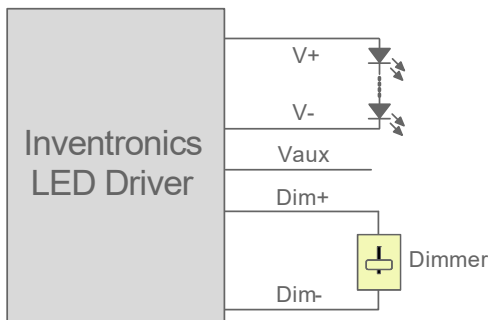 V+
V-
Inventronics
LED Driver
Vaux
Dim+
Dimmer
Dim-